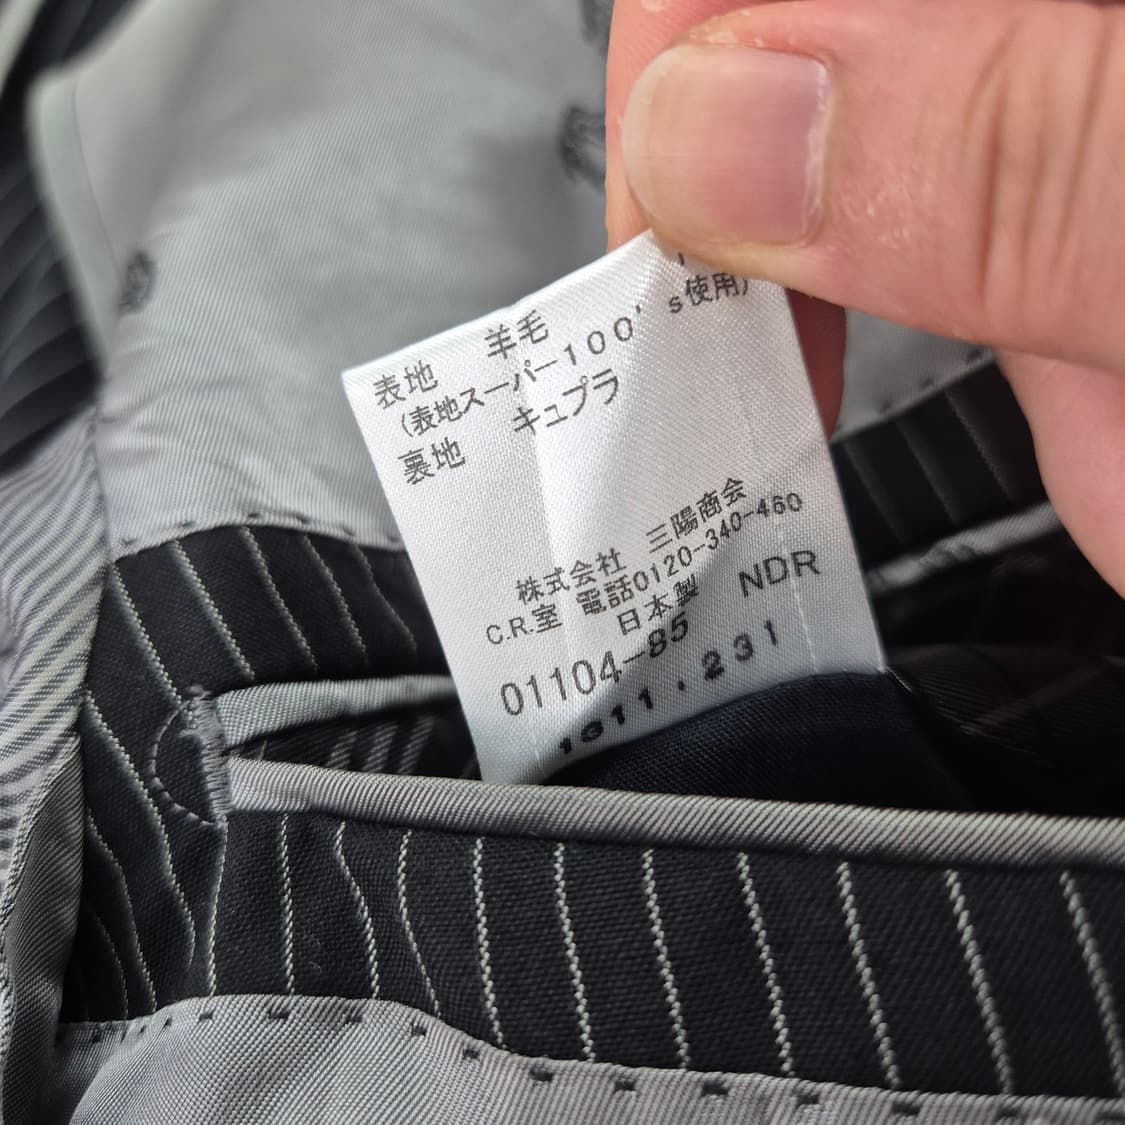 表地 羊毛
(表地スーパー100's使用)
裏地 キュプラ
株式会社 三陽商会
C.R.室 電話0120-340-460
日本製 NDR
01104-85
1311.231